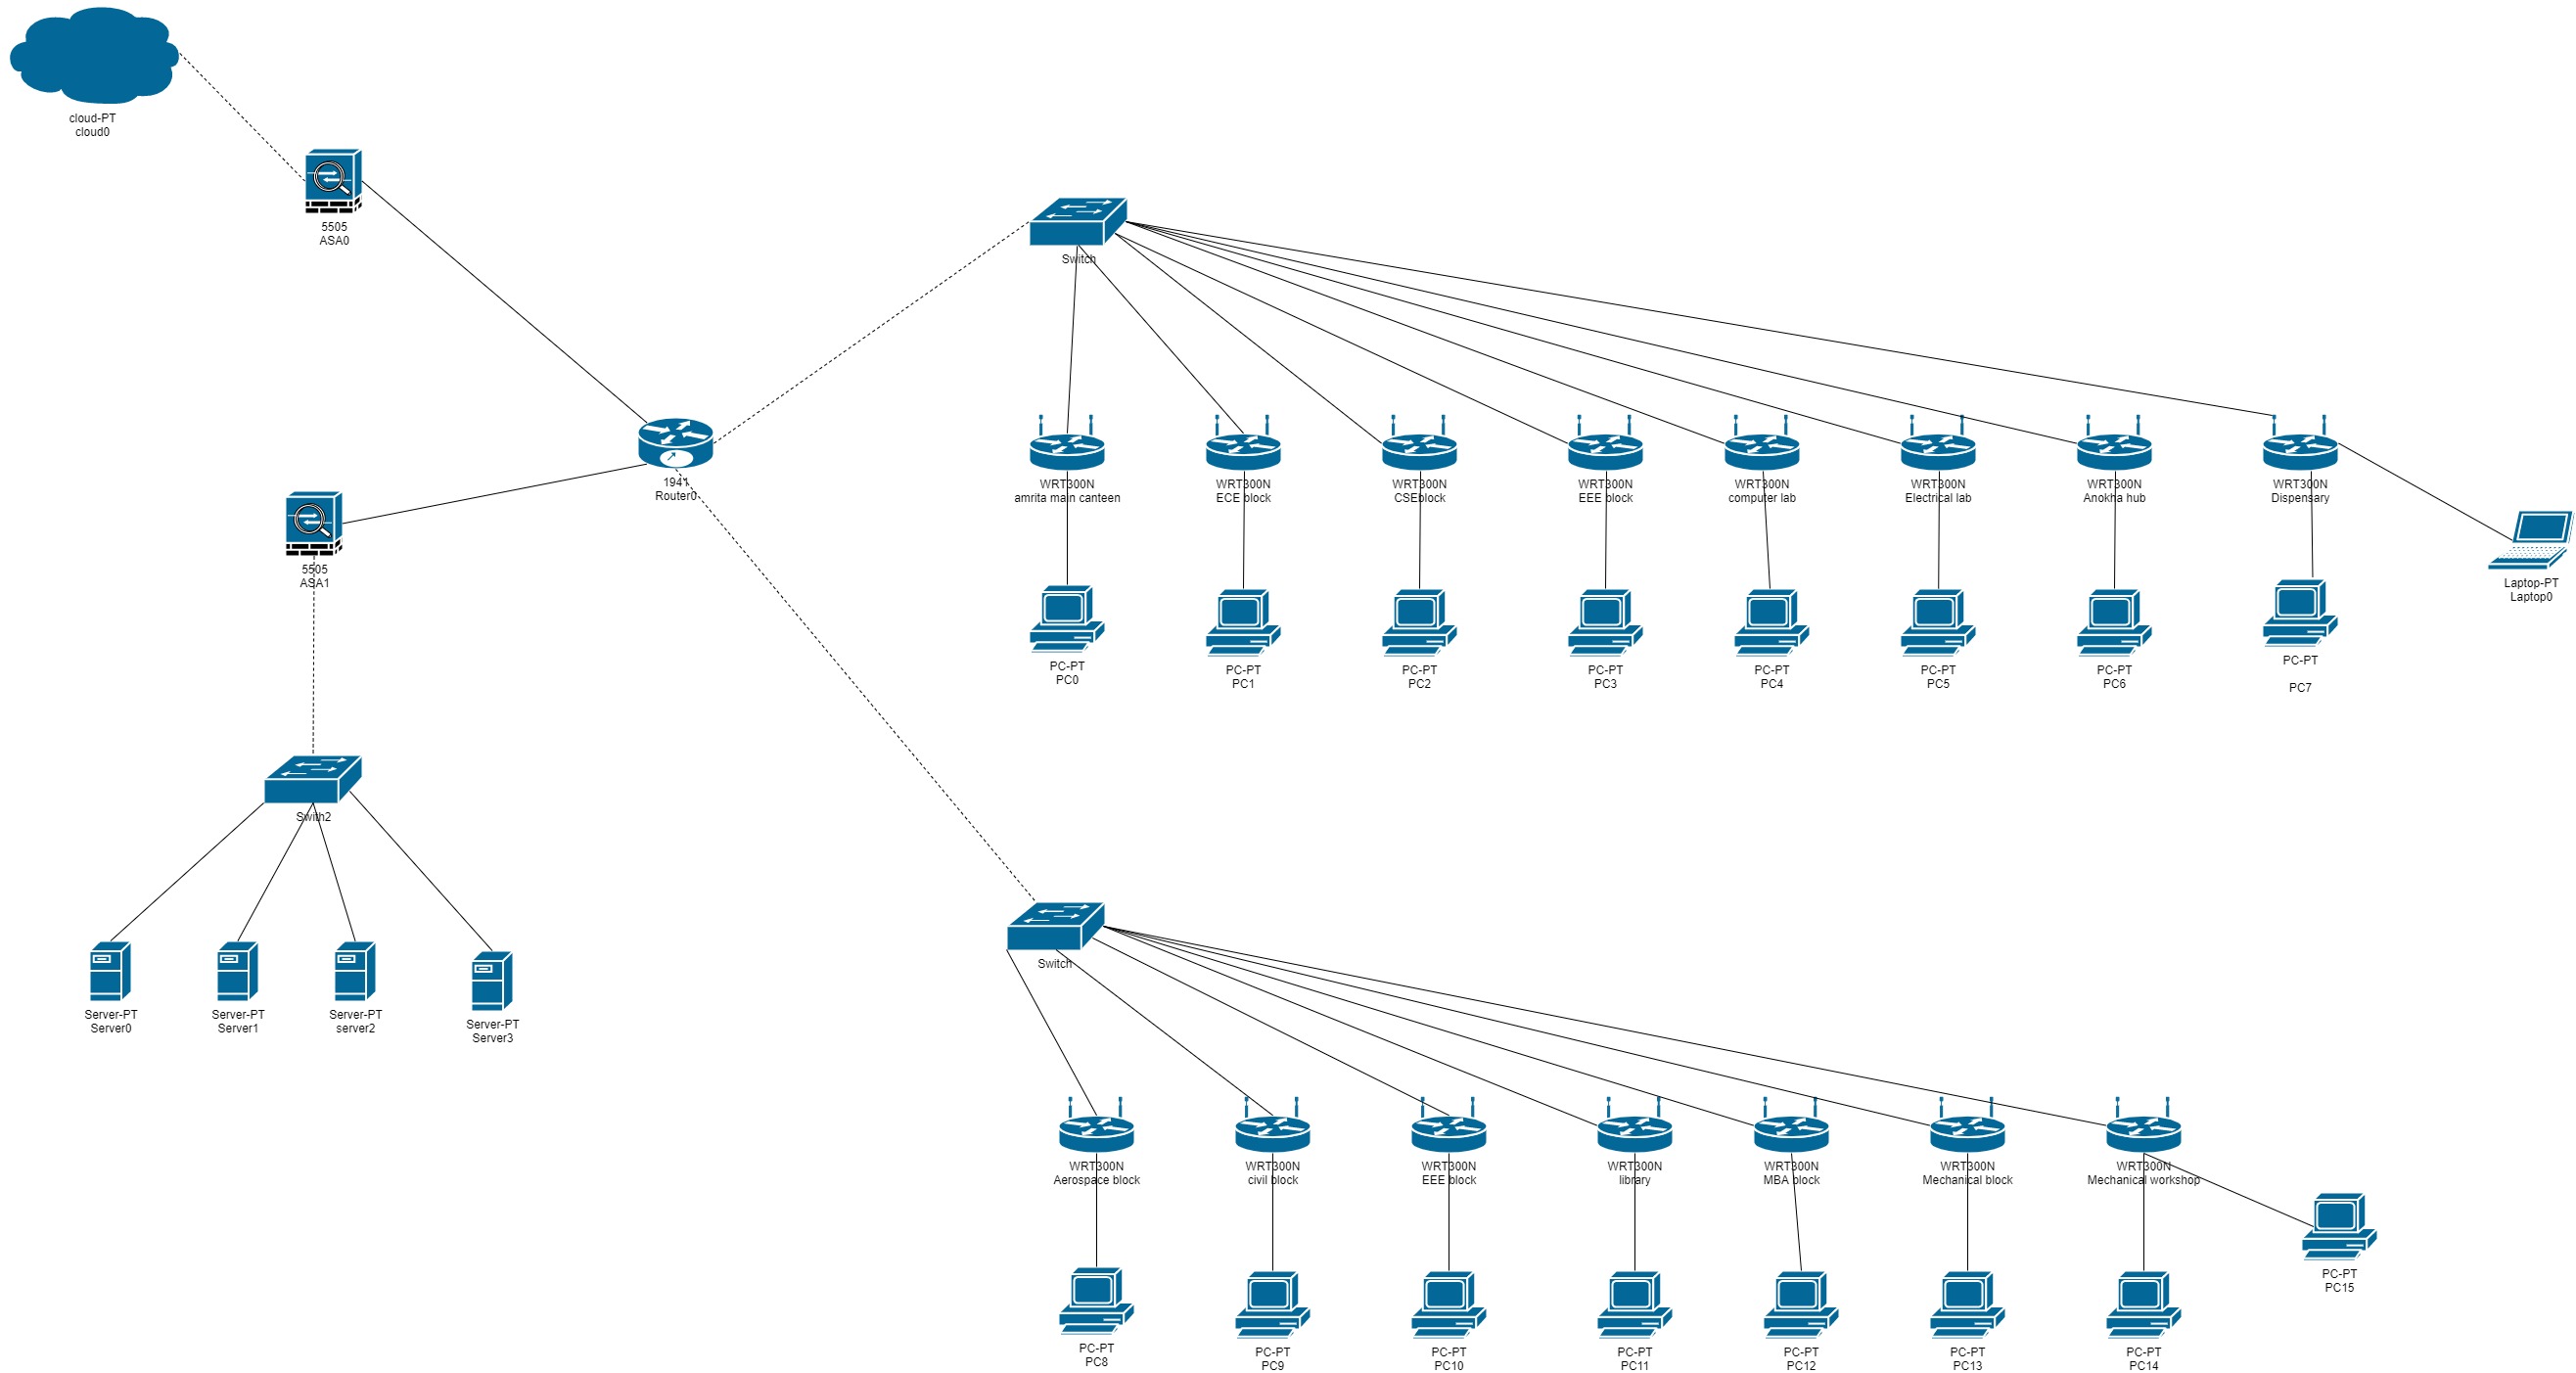 cloud-PT
cloud0
5505
ASA0
Switch
1941
Router0
WRT300N
amrita main canteen
WRT300N
ECE block
WRT300N
CSEblock
WRT300N
EEE block
WRT300N
computer lab
WRT300N
Electrical lab
WRT300N
Anokha hub
WRT300N
Dispensary
5505
ASA1
Laptop-PT
Laptop0
PC-PT
PC0
PC-PT
PC1
PC-PT
PC2
PC-PT
PC3
PC-PT
PC4
PC-PT
PC5
PC-PT
PC6
PC-PT
PC7
Swith2
Switch
Server-PT
Server0
Server-PT
Server1
Server-PT
server2
Server-PT
Server3
WRT300N
Aerospace block
WRT300N
civil block
WRT300N
EEE block
WRT300N
library
WRT300N
MBA block
WRT300N
Mechanical block
WRT300N
Mechanical workshop
PC-PT
PC15
PC-PT
PC8
PC-PT
PC9
PC-PT
PC10
PC-PT
PC11
PC-PT
PC12
PC-PT
PC13
PC-PT
PC14